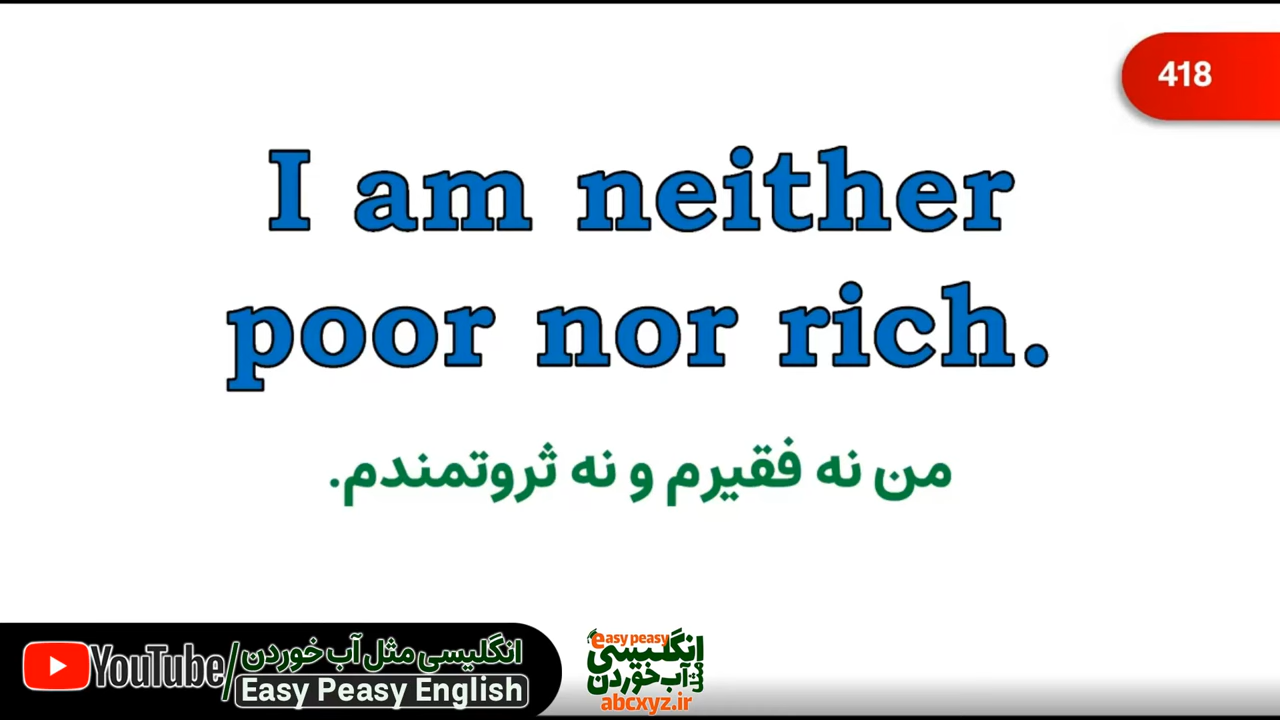 418
I am neither
poor nor rich.
من نه فقیرم و نه ثروتمندم.
YouTube/
انگلیسی مثل آب خوردن
Easy Peasy English
easy peasy
انگلیسی
مثل آب خوردن
abcxyz.ir